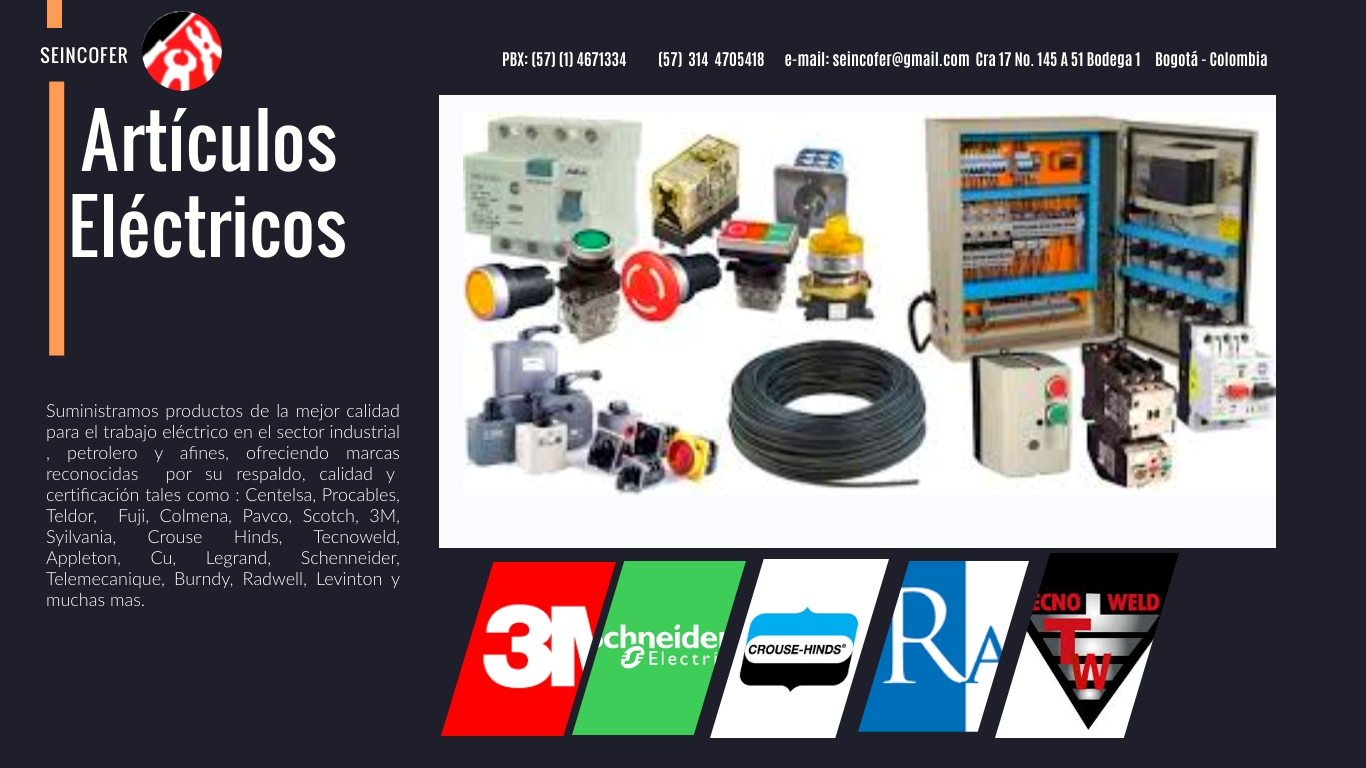 SEINCOFER
PBX: (57) (1) 4671334 (57) 314 4705418 e-mail: seincofer@gmail.com Cra 17 No. 145 A 51 Bodega 1 Bogotá - Colombia
Artículos
Eléctricos
Suministramos productos de la mejor calidad
para el trabajo eléctrico en el sector industrial
, petrolero y afines, ofreciendo marcas
reconocidas por su respaldo, calidad y
certificación tales como : Centelsa, Procables,
Teldor, Fuji, Colmena, Pavco, Scotch, 3M,
Syilvania, Crouse Hinds, Tecnoweld,
Appleton, Cu, Legrand, Schenneider,
Telemecanique, Burndy, Radwell, Levinton y
muchas mas.
3M
chneider
Electri
CROUSE-HINDS®
RA
ECNO WELD
TW